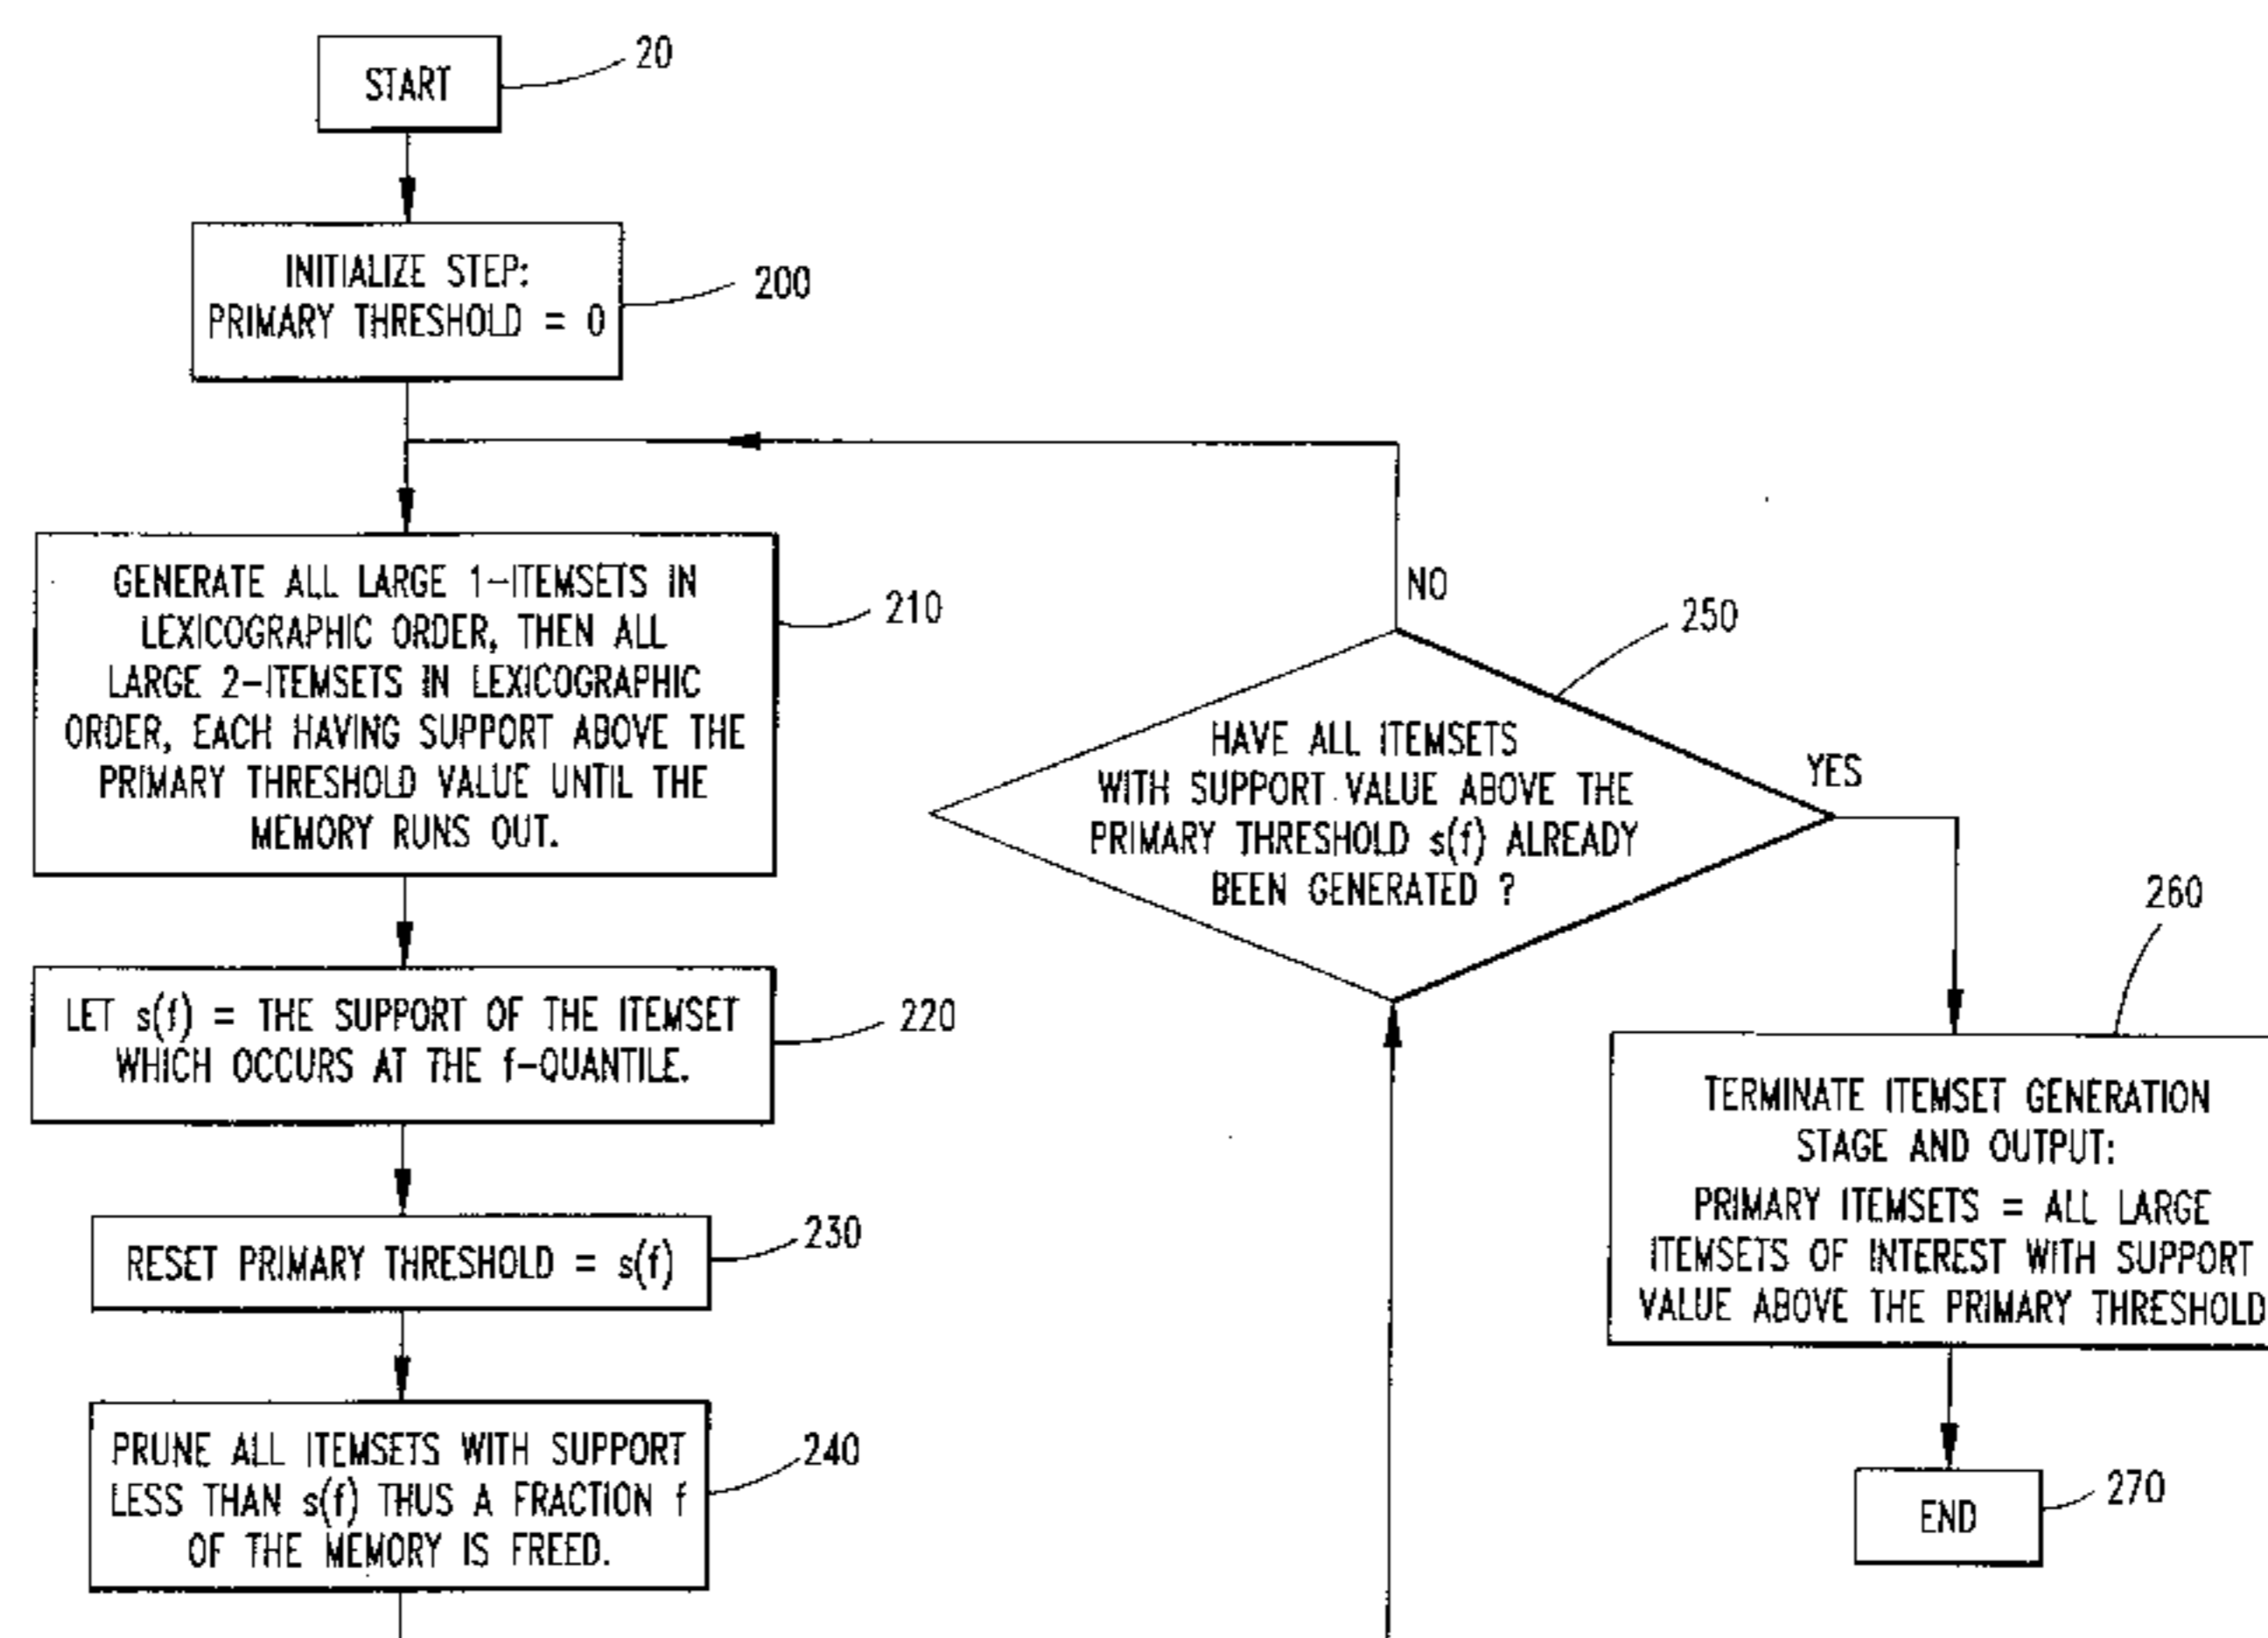 START
20
INITIALIZE STEP:
PRIMARY THRESHOLD = 0
200
GENERATE ALL LARGE 1-ITEMSETS IN
LEXICOGRAPHIC ORDER, THEN ALL
LARGE 2-ITEMSETS IN LEXICOGRAPHIC
ORDER, EACH HAVING SUPPORT ABOVE THE
PRIMARY THRESHOLD VALUE UNTIL THE
MEMORY RUNS OUT.
210
LET s(f) = THE SUPPORT OF THE ITEMSET
WHICH OCCURS AT THE f-QUANTILE.
220
RESET PRIMARY THRESHOLD = s(f)
230
PRUNE ALL ITEMSETS WITH SUPPORT
LESS THAN s(f) THUS A FRACTION f
OF THE MEMORY IS FREED.
240
NO
250
HAVE ALL ITEMSETS
WITH SUPPORT VALUE ABOVE THE
PRIMARY THRESHOLD s(f) ALREADY
BEEN GENERATED ?
YES
260
TERMINATE ITEMSET GENERATION
STAGE AND OUTPUT:
PRIMARY ITEMSETS = ALL LARGE
ITEMSETS OF INTEREST WITH SUPPORT
VALUE ABOVE THE PRIMARY THRESHOLD
END
270